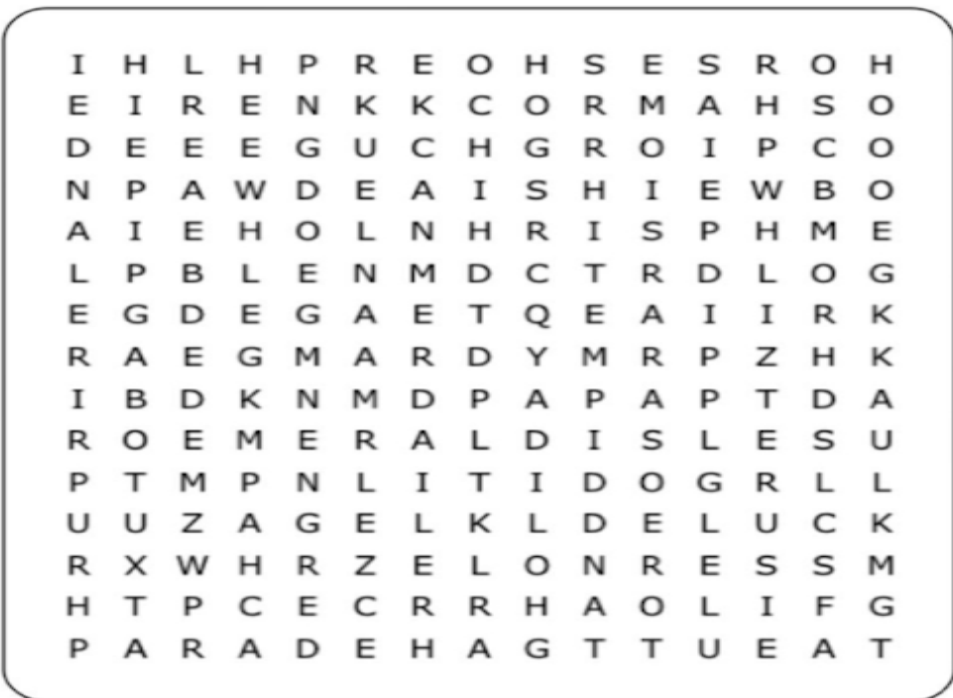 I H L H P R E O H S E S R O H
E I R E N K K C O R M A H S O
D E E E G U C H G R O I P C O
N P A W D E A I S H I E W B O
A I E H O L N H R I S P H M E
L P B L E N M D C T R D L O G
E G D E G A E T Q E A I I R K
R A E G M A R D Y M R P Z H K
I B D K N M D P A P A P T D A
R O E M E R A L D I S L E S U
P T M P N L I T I D O G R L L
U U Z A G E L K L D E L U C K
R X W H R Z E L O N R E S S M
H T P C E C R R H A O L I F G
P A R A D E H A G T T U E A T